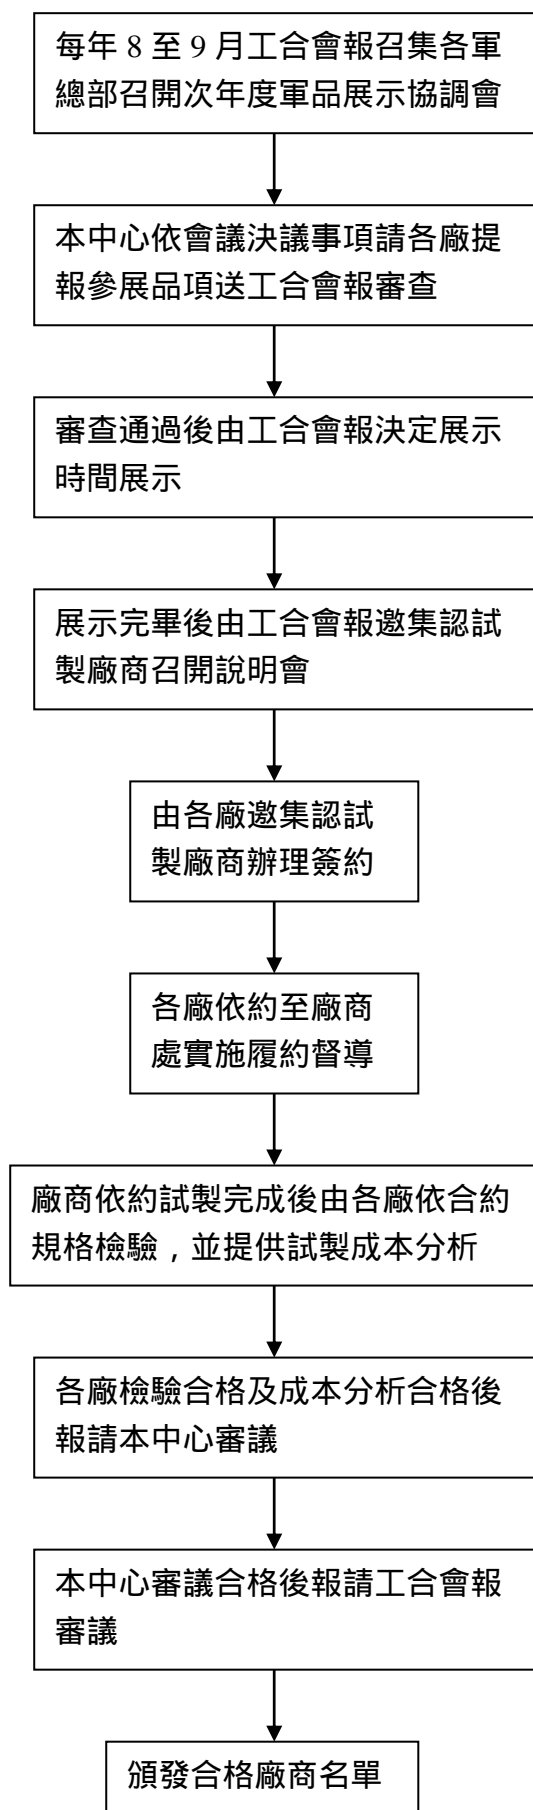 每年 8 至 9 月工合會報召集各軍
總部召開次年度軍品展示協調會
本中心依會議決議事項請各廠提
報參展品項送工合會報審查
審查通過後由工合會報決定展示
時間展示
展示完畢後由工合會報邀集認試
製廠商召開說明會
由各廠邀集認試
製廠商辦理簽約
各廠依約至廠商
處實施履約督導
廠商依約試製完成後由各廠依合約
規格檢驗，並提供試製成本分析
各廠檢驗合格及成本分析合格後
報請本中心審議
本中心審議合格後報請工合會報
審議
頒發合格廠商名單